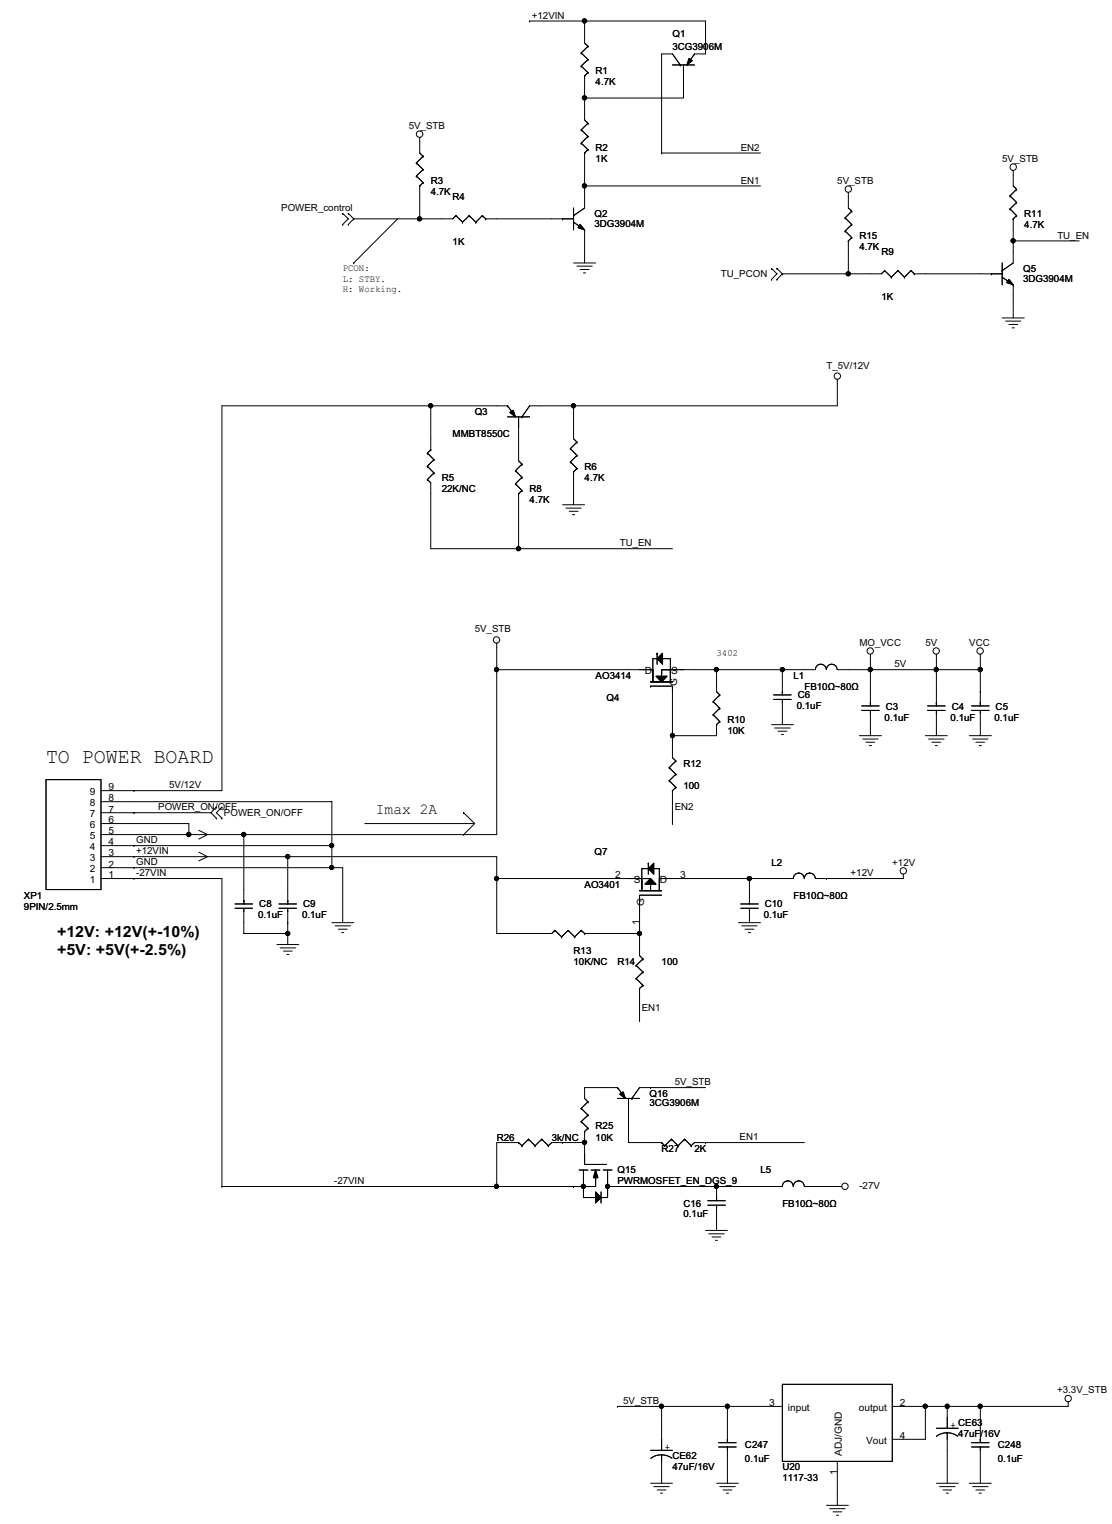 +12VIN
Q1
3CG3906M
R1
4.7K
5V_STB
R2
1K
EN2
5V_STB
R3
4.7K
R4
EN1
5V_STB
POWER_control
Q2
3DG3904M
R11
4.7K
1K
R15
4.7K
R9
TU_EN
PCON:
L: STBY.
H: Working.
TU_PCON
Q5
3DG3904M
1K
T_5V/12V
Q3
MMBT8550C
R5
22K/NC
R8
4.7K
R6
4.7K
TU_EN
5V_STB
3402
MO_VCC
5V
VCC
5V
AO3414
D
S
G
Q4
L1
FB10Ω~80Ω
C6
0.1uF
R10
10K
C3
0.1uF
C4
0.1uF
C5
0.1uF
TO POWER BOARD
R12
100
EN2
9
9
5V/12V
8
8
7
7
POWER_ON/OFF
POWER_ON/OFF
Imax 2A
6
6
5
5
4
4
GND
3
3
+12VIN
2
2
GND
1
1
-27VIN
XP1
9PIN/2.5mm
C8
0.1uF
C9
0.1uF
+12V: +12V(+-10%)
+5V: +5V(+-2.5%)
Q7
AO3401
2
S
D
3
G
1
L2
FB10Ω~80Ω
+12V
+12V
C10
0.1uF
R13
10K/NC
R14
100
EN1
5V_STB
Q16
3CG3906M
R25
10K
R26
3k/NC
R27
2K
EN1
Q15
PWRMOSFET_EN_DGS_9
L5
FB10Ω~80Ω
-27VIN
-27V
C16
0.1uF
5V_STB
3
input
output
2
+3.3V_STB
ADJ/GND
Vout
4
1
U20
1117-33
CE62
47uF/16V
+
C247
0.1uF
CE63
47uF/16V
+
C248
0.1uF